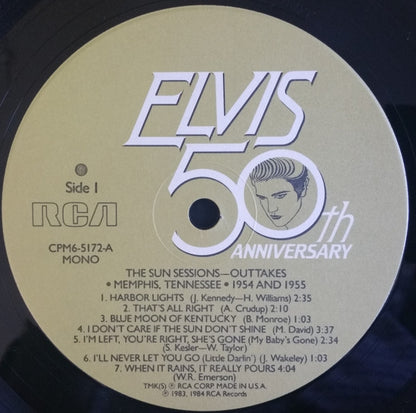 ELVIS
50th
ANNIVERSARY
Side 1
RCA
CPM6-5172-A
MONO
THE SUN SESSIONS—OUTTAKES
• MEMPHIS, TENNESSEE • 1954 AND 1955
1. HARBOR LIGHTS (J. Kennedy—H. Williams) 2:35
2. THAT'S ALL RIGHT (A. Crudup) 2:21
3. BLUE MOON OF KENTUCKY (B. Monroe) 1:03
4. I DON'T CARE IF THE SUN DON'T SHINE (M. David) 3:37
5. I'M LEFT, YOU'RE RIGHT, SHE'S GONE (My Baby's Gone) 2:34
(S. Kesler—W. Taylor)
6. I'LL NEVER LET YOU GO (Little Darlin') (J. Wakeley) 1:03
7. WHEN IT RAINS, IT REALLY POURS 4:04
(W.R. Emerson)
TMK(S) ® RCA CORP MADE IN U.S.A.
℗ 1983, 1984 RCA Records